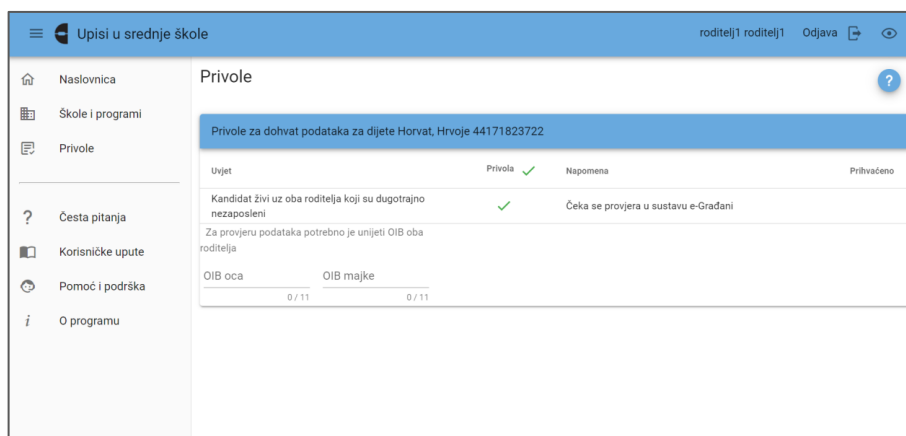 Upisi u srednje škole
roditelj1 roditelj1
Odjava
Naslovnica
Škole i programi
Privole
Česta pitanja
Korisničke upute
Pomoć i podrška
O programu
Privole
?
Privole za dohvat podataka za dijete Horvat, Hrvoje 44171823722
Uvjet Privola Napomena Prihvaćeno
Kandidat živi uz oba roditelja koji su dugotrajno
nezaposleni
Čeka se provjera u sustavu e-Građani
Za provjeru podataka potrebno je unijeti OIB oba
roditelja
OIB oca OIB majke
0 / 11 0 / 11